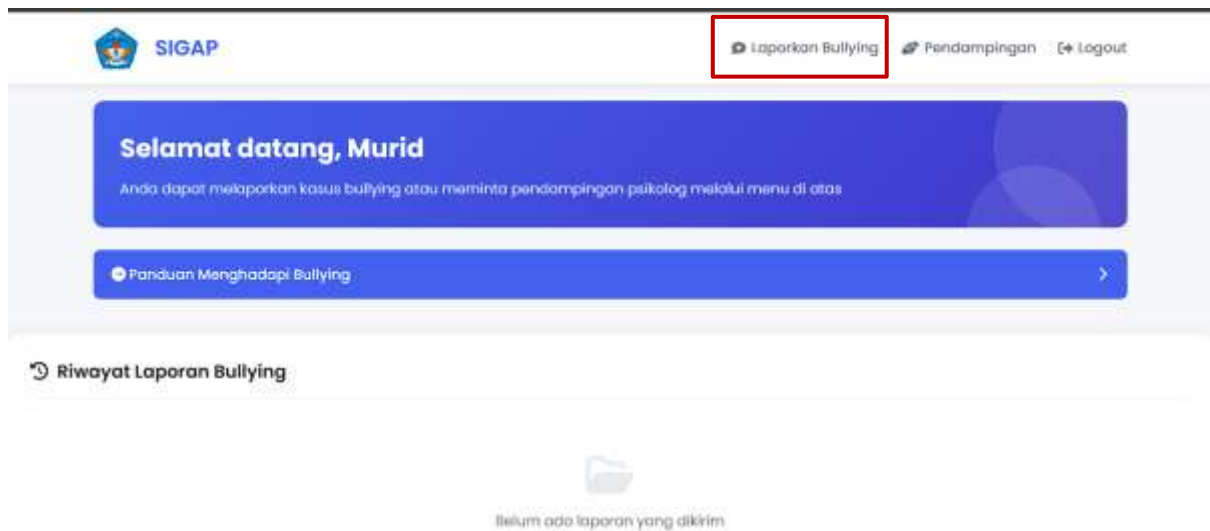 SIGAP
Laporkan Bullying
Pendampingan
Logout
Selamat datang, Murid
Anda dapat melaporkan kasus bullying atau meminta pendampingan psikolog melalui menu di atas
Panduan Menghadapi Bullying
Riwayat Laporan Bullying
Belum ada laporan yang dikirim